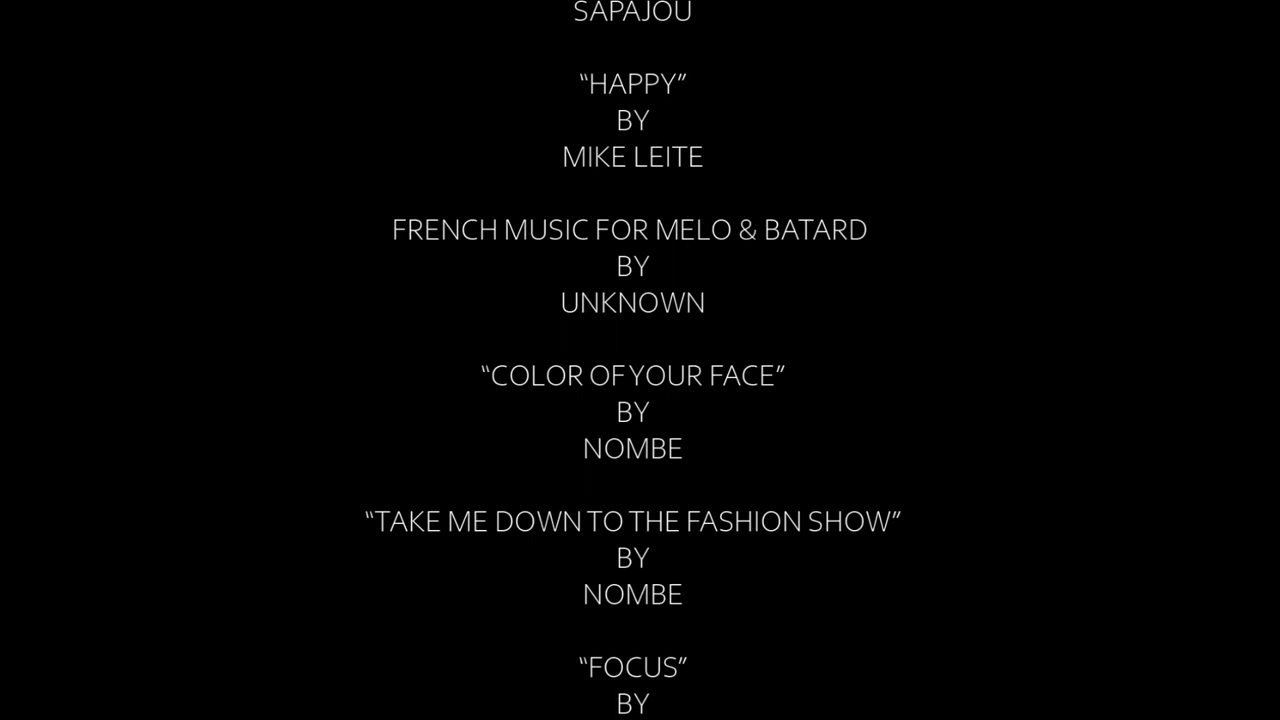 SAPAJOU
“HAPPY”
BY
MIKE LEITE
FRENCH MUSIC FOR MELO & BATARD
BY
UNKNOWN
“COLOR OF YOUR FACE”
BY
NOMBE
“TAKE ME DOWN TO THE FASHION SHOW”
BY
NOMBE
“FOCUS”
BY